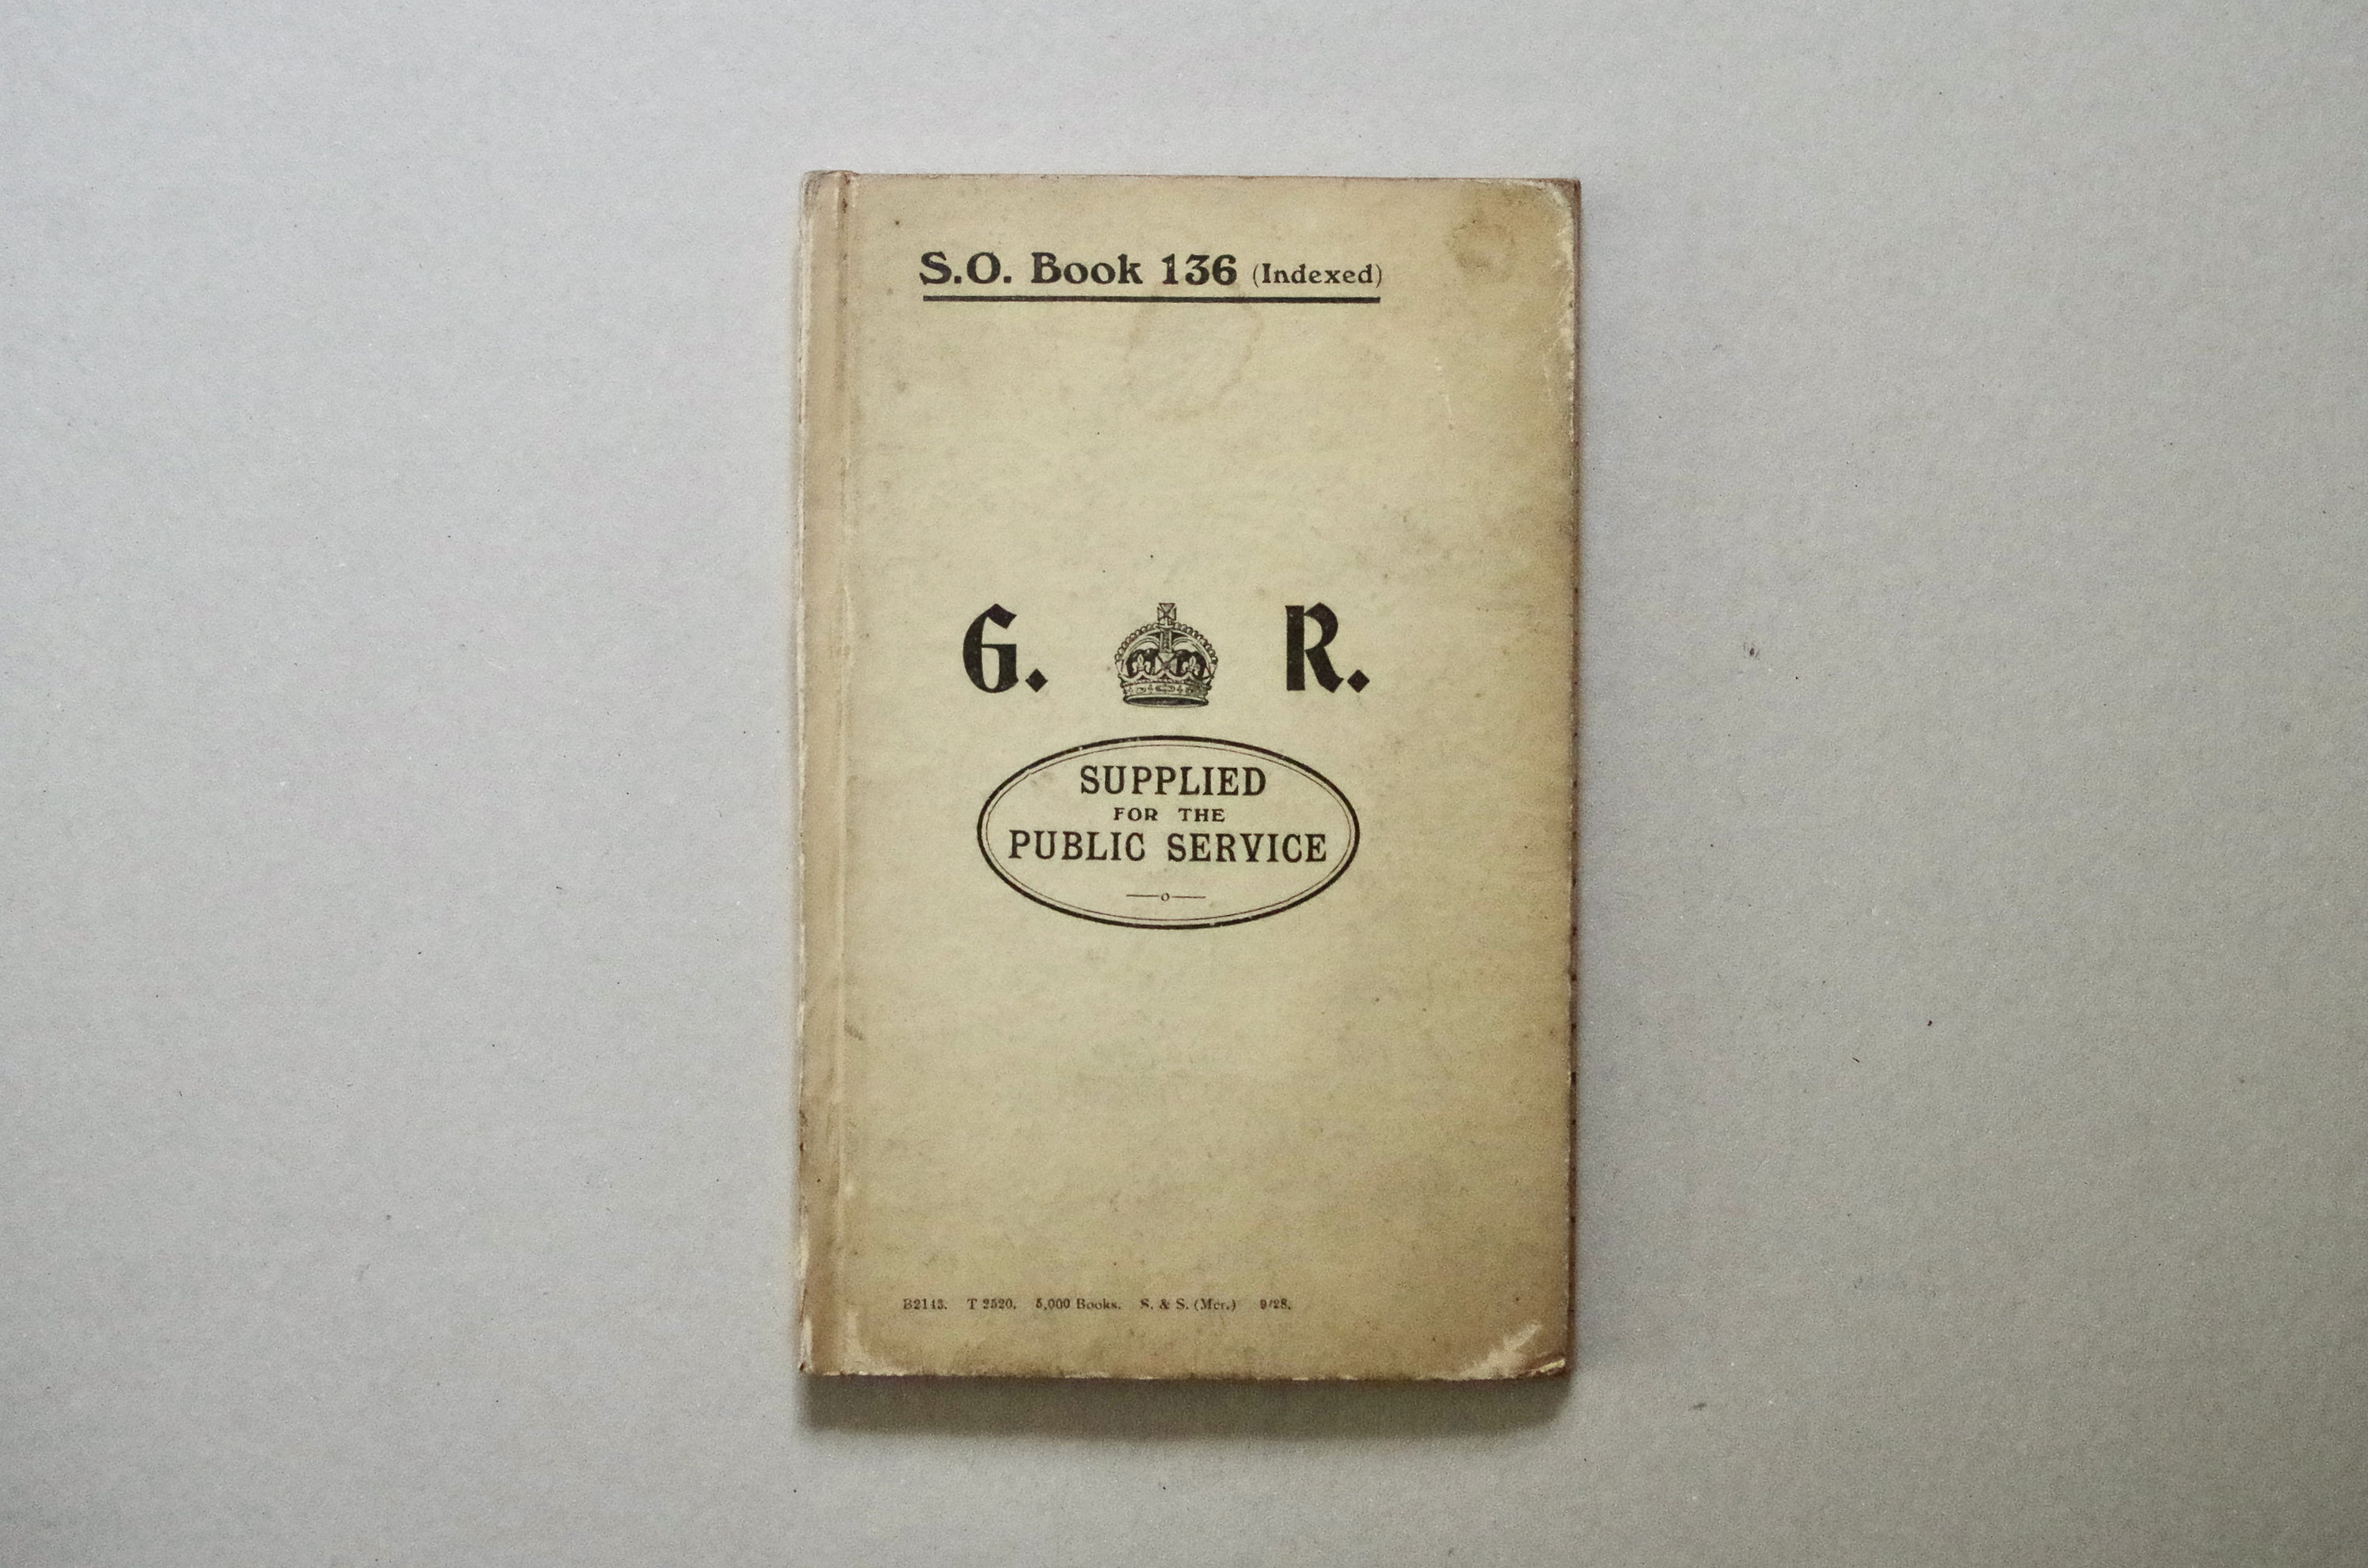 S.O. Book 136 (Indexed)
G. R.
SUPPLIED
FOR THE
PUBLIC SERVICE
B2143. T 2520. 5,000 Books. S. & S. (Mcr.) 9/28.